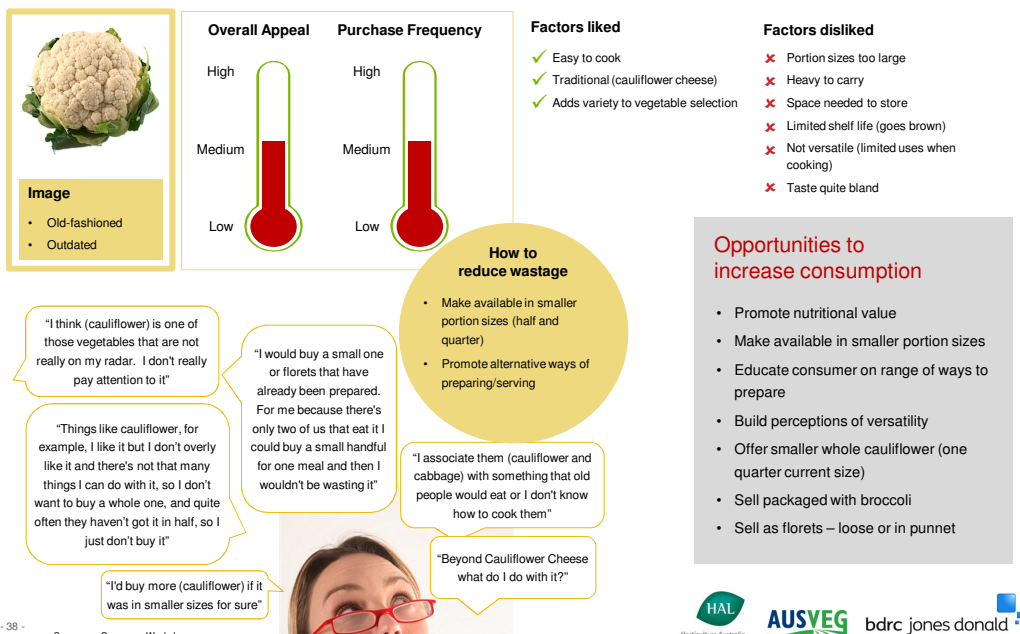 Overall Appeal
Purchase Frequency
High
Medium
Low
High
Medium
Low
Image
• Old-fashioned
• Outdated
Factors liked
✓ Easy to cook
✓ Traditional (cauliflower cheese)
✓ Adds variety to vegetable selection
Factors disliked
✗ Portion sizes too large
✗ Heavy to carry
✗ Space needed to store
✗ Limited shelf life (goes brown)
✗ Not versatile (limited uses when
cooking)
✗ Taste quite bland
How to
reduce wastage
• Make available in smaller
portion sizes (half and
quarter)
• Promote alternative ways of
preparing/serving
Opportunities to
increase consumption
• Promote nutritional value
• Make available in smaller portion sizes
• Educate consumer on range of ways to
prepare
• Build perceptions of versatility
• Offer smaller whole cauliflower (one
quarter current size)
• Sell packaged with broccoli
• Sell as florets – loose or in punnet
“I think (cauliflower) is one of
those vegetables that are not
really on my radar. I don't really
pay attention to it”
“I would buy a small one
or florets that have
already been prepared.
For me because there's
only two of us that eat it I
could buy a small handful
for one meal and then I
wouldn't be wasting it”
“Things like cauliflower, for
example, I like it but I don’t overly
like it and there's not that many
things I can do with it, so I don’t
want to buy a whole one, and quite
often they haven’t got it in half, so I
just don’t buy it”
“I associate them (cauliflower and
cabbage) with something that old
people would eat or I don't know
how to cook them”
“Beyond Cauliflower Cheese
what do I do with it?”
“I'd buy more (cauliflower) if it
was in smaller sizes for sure”
- 38 -
HAL
AUSVEG
bdrc jones donald